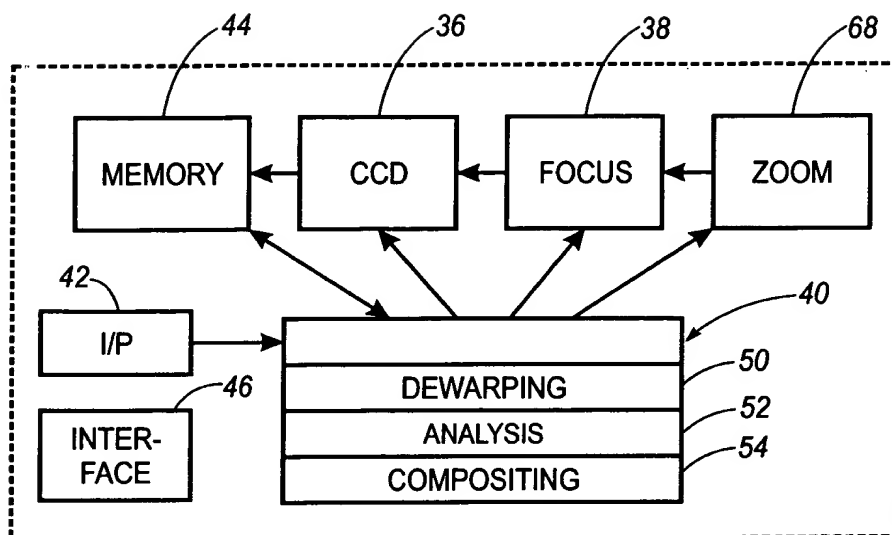 44 36 38 68
MEMORY CCD FOCUS ZOOM
42
I/P
40
DEWARPING 50
46
INTER-
FACE
ANALYSIS 52
COMPOSITING 54